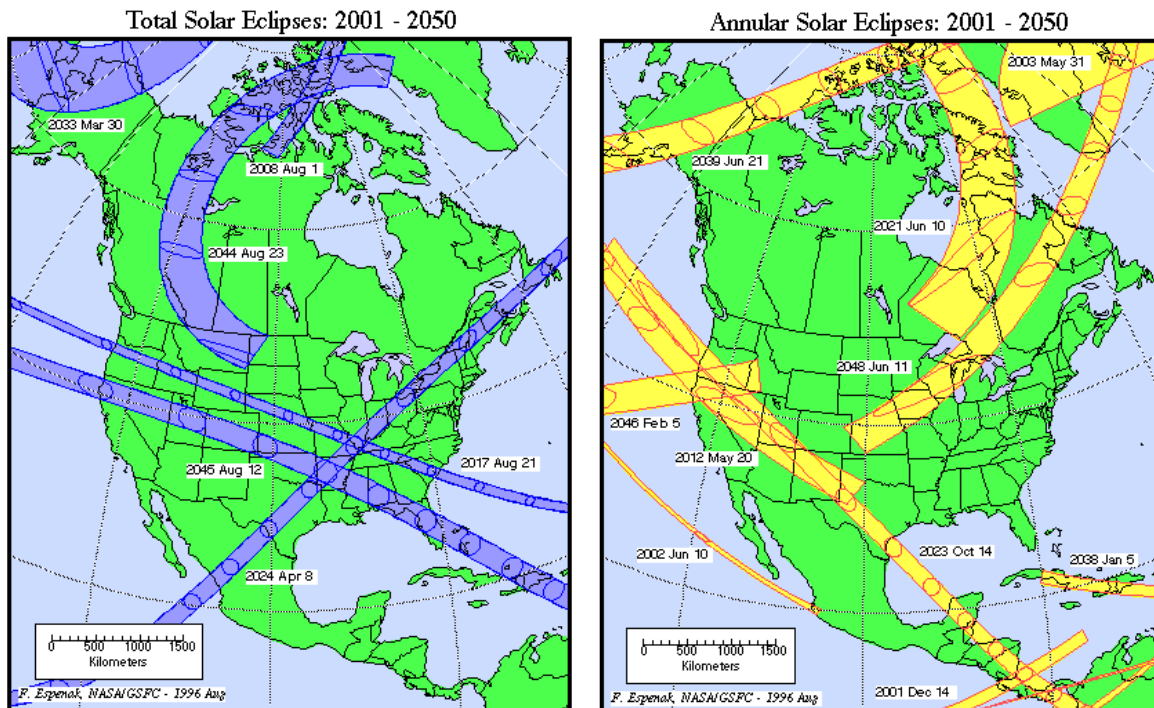 Total Solar Eclipses: 2001 - 2050
2033 Mar 30
2008 Aug 1
2044 Aug 23
2045 Aug 12
2017 Aug 21
2024 Apr 8
0 500 1000 1500
Kilometers
F. Espenak, NASA/GSFC - 1996 Aug
Annular Solar Eclipses: 2001 - 2050
2003 May 31
2039 Jun 21
2021 Jun 10
2048 Jun 11
2046 Feb 5
2012 May 20
2002 Jun 10
2023 Oct 14
2038 Jan 5
0 500 1000 1500
Kilometers
2001 Dec 14
F. Espenak, NASA/GSFC - 1996 Aug